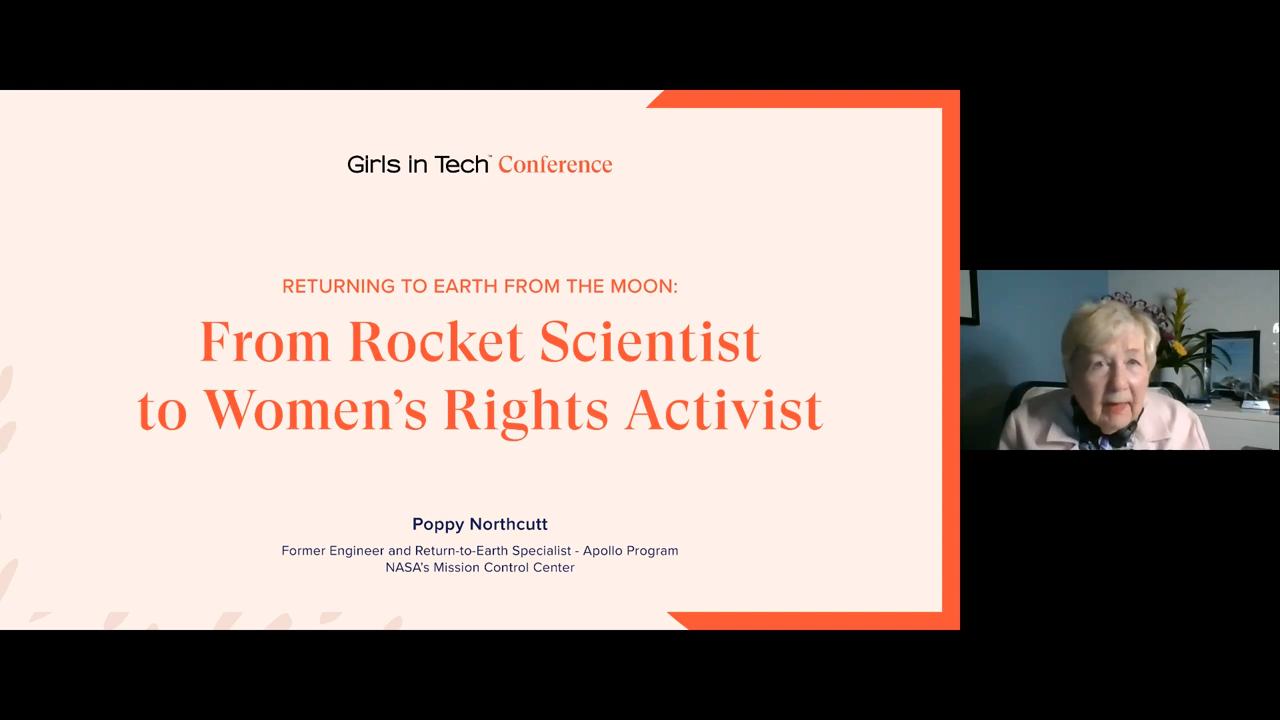 Girls in Tech™ Conference
RETURNING TO EARTH FROM THE MOON:
From Rocket Scientist
to Women’s Rights Activist
Poppy Northcutt
Former Engineer and Return-to-Earth Specialist - Apollo Program
NASA's Mission Control Center